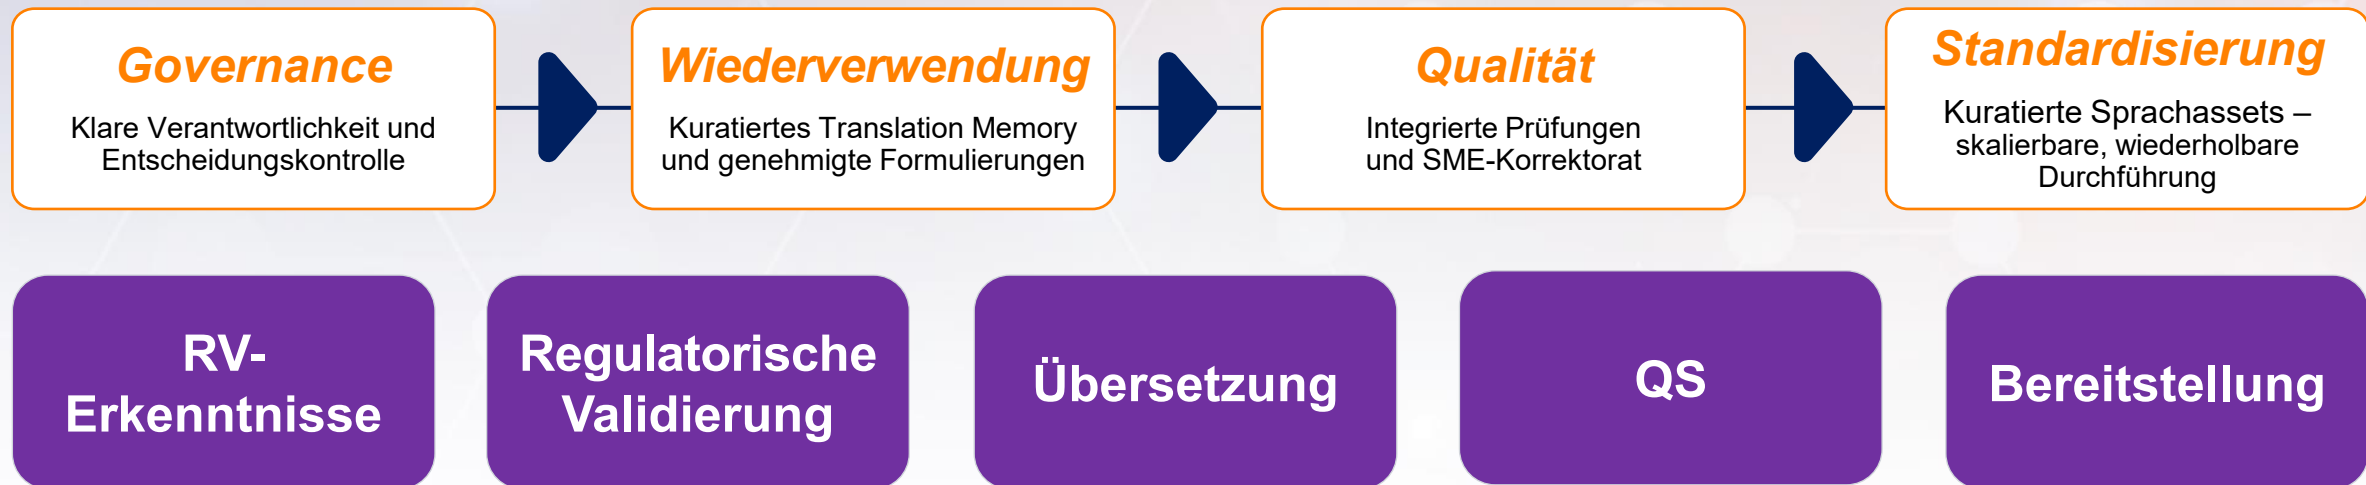 Governance
Klare Verantwortlichkeit und
Entscheidungskontrolle
Wiederverwendung
Kuratiertes Translation Memory
und genehmigte Formulierungen
Qualität
Integrierte Prüfungen
und SME-Korrektorat
Standardisierung
Kuratierte Sprachassets –
skalierbare, wiederholbare
Durchführung
RV-
Erkenntnisse
Regulatorische
Validierung
Übersetzung
QS
Bereitstellung